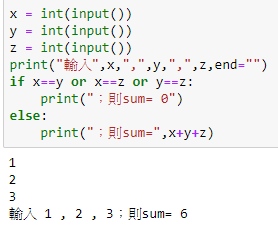 x = int(input())
y = int(input())
z = int(input())
print("輸入",x,",",y,",",z,end="")
if x==y or x==z or y==z:
    print("；則sum= 0")
else:
    print("；則sum=",x+y+z)
1
2
3
輸入 1 , 2 , 3；則sum= 6